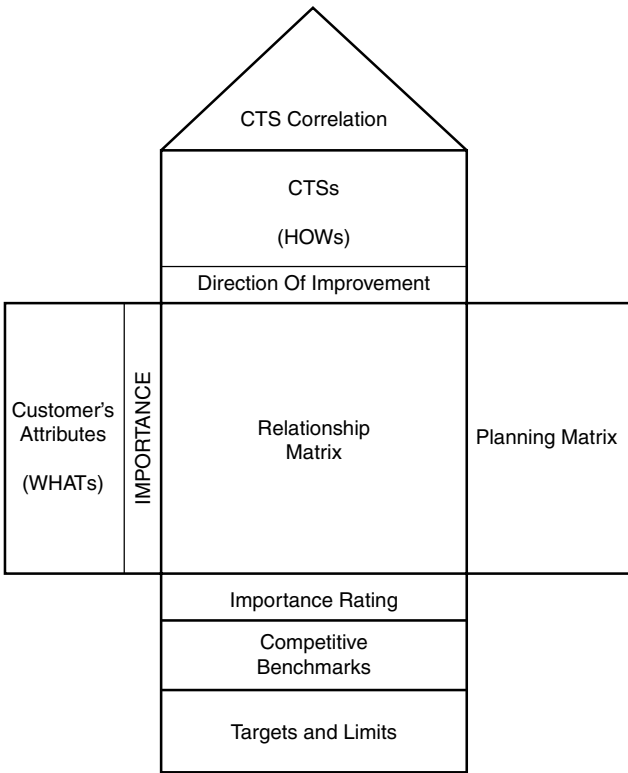 CTS Correlation
CTSs
(HOWs)
Direction Of Improvement
Customer's
Attributes
(WHATs)
IMPORTANCE
Relationship
Matrix
Planning Matrix
Importance Rating
Competitive
Benchmarks
Targets and Limits